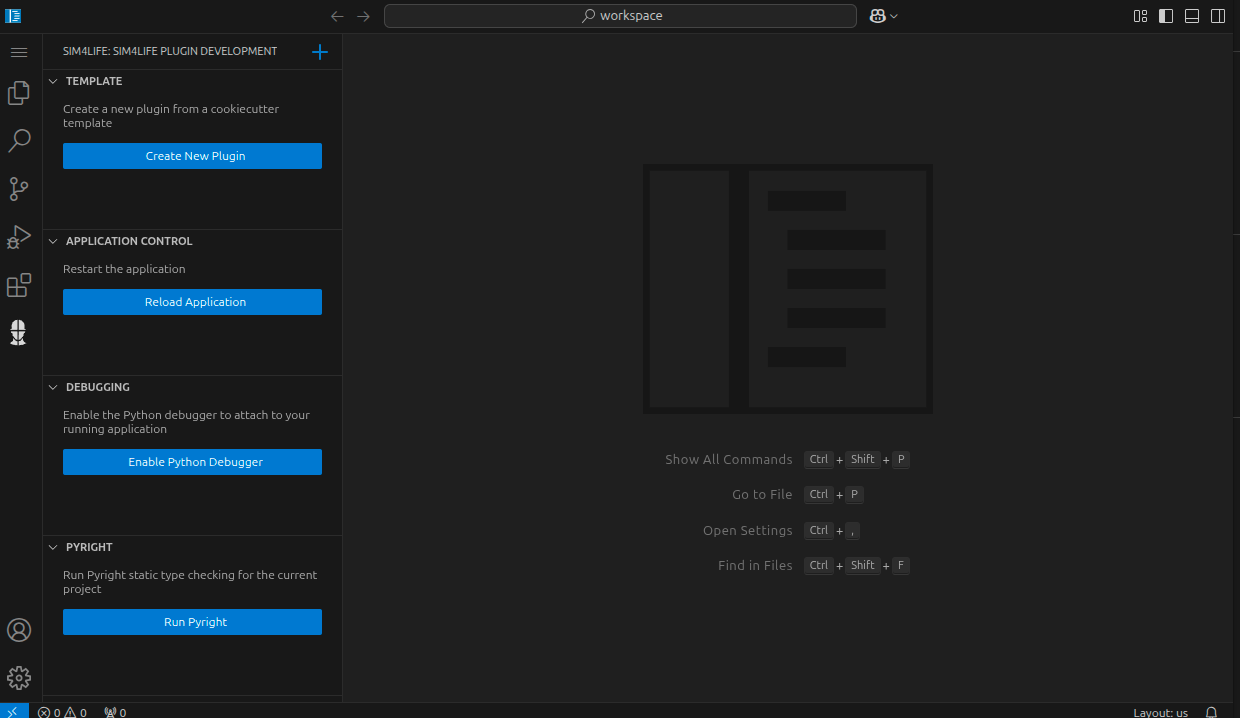 workspace
SIM4LIFE: SIM4LIFE PLUGIN DEVELOPMENT
TEMPLATE
Create a new plugin from a cookiecutter
template
Create New Plugin
APPLICATION CONTROL
Restart the application
Reload Application
DEBUGGING
Enable the Python debugger to attach to your
running application
Enable Python Debugger
PYRIGHT
Run Pyright static type checking for the current
project
Run Pyright
Show All Commands Ctrl + Shift + P
Go to File Ctrl + P
Open Settings Ctrl + ,
Find in Files Ctrl + Shift + F
0 0 0
Layout: us